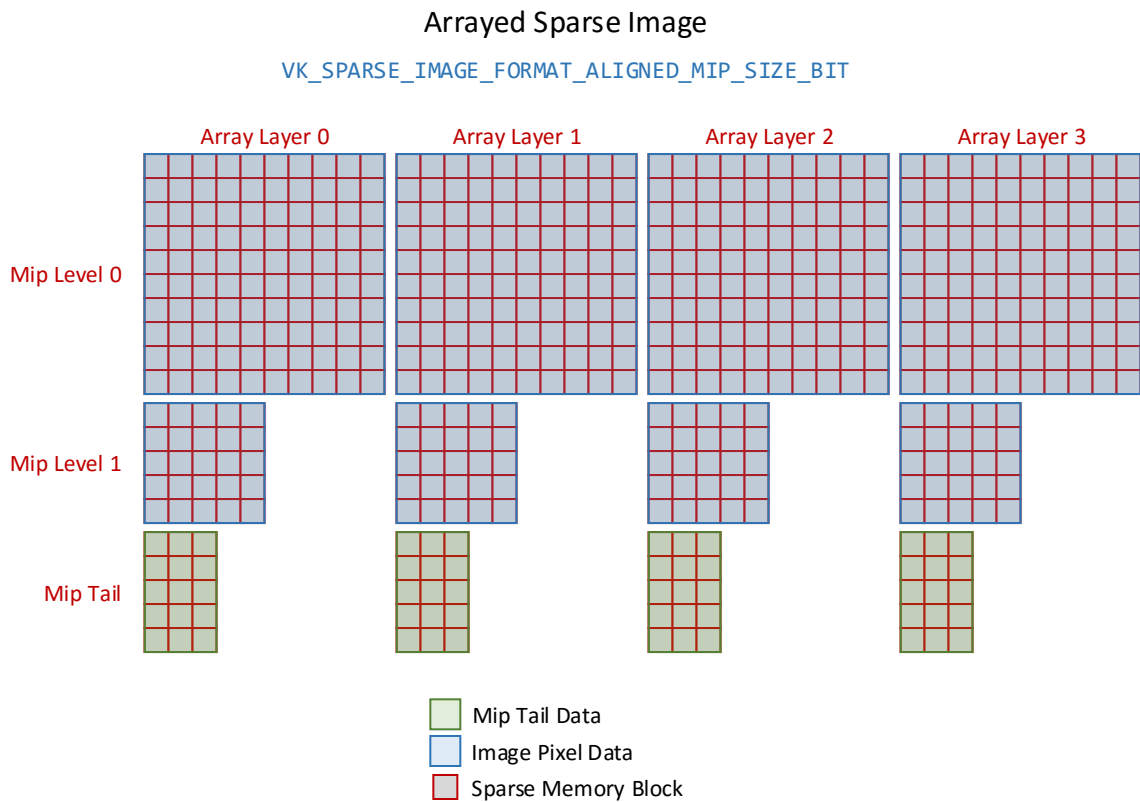 Arrayed Sparse Image
VK_SPARSE_IMAGE_FORMAT_ALIGNED_MIP_SIZE_BIT
Array Layer 0
Array Layer 1
Array Layer 2
Array Layer 3
Mip Level 0
Mip Level 1
Mip Tail
Mip Tail Data
Image Pixel Data
Sparse Memory Block